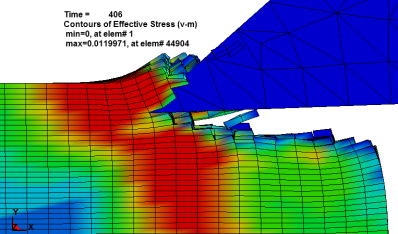 Time = 406
Contours of Effective Stress (v-m)
min=0, at elem# 1
max=0.0119971, at elem# 44904
Y
Z X